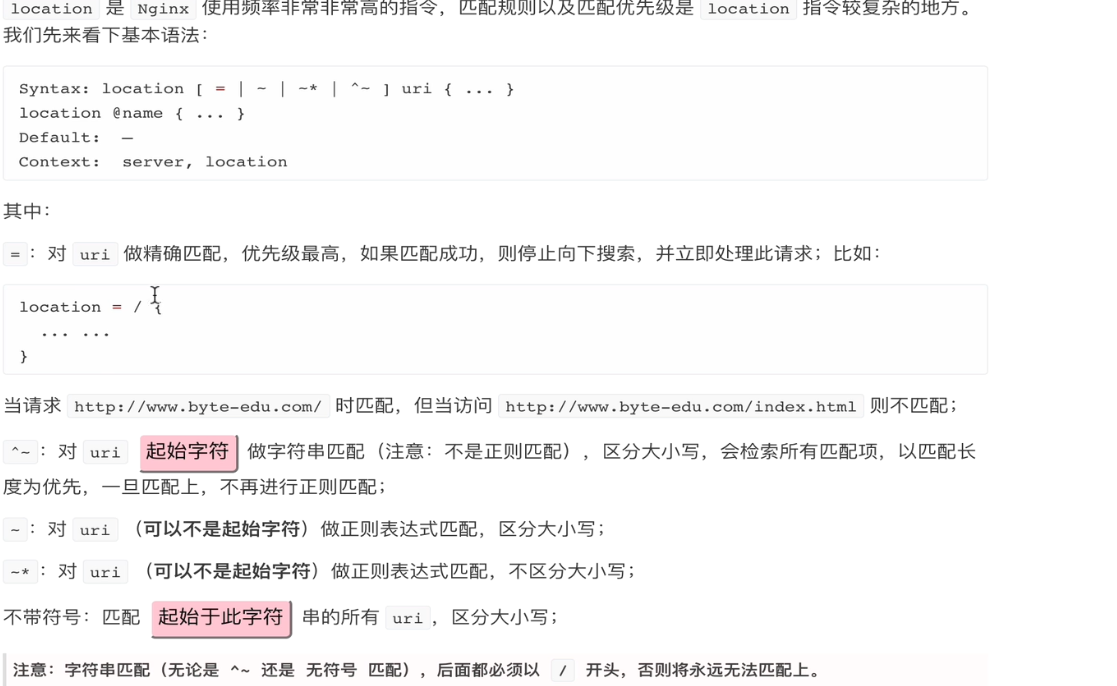 location 是 Nginx 使用频率非常非常高的指令，匹配规则以及匹配优先级是 location 指令较复杂的地方。
我们先来看下基本语法：
Syntax: location [ = | ~ | ~* | ^~ ] uri { ... }
location @name { ... }
Default:  —
Context:  server, location
其中：
=：对 uri 做精确匹配，优先级最高，如果匹配成功，则停止向下搜索，并立即处理此请求；比如：
location = / {
... ...
}
当请求 http://www.byte-edu.com/ 时匹配，但当访问 http://www.byte-edu.com/index.html 则不匹配；
^~：对 uri 起始字符 做字符串匹配（注意：不是正则匹配），区分大小写，会检索所有匹配项，以匹配长
度为优先，一旦匹配上，不再进行正则匹配；
~：对 uri （可以不是起始字符）做正则表达式匹配，区分大小写；
~*：对 uri （可以不是起始字符）做正则表达式匹配，不区分大小写；
不带符号：匹配 起始于此字符 串的所有 uri，区分大小写；
注意：字符串匹配（无论是 ^~ 还是 无符号 匹配），后面都必须以 / 开头，否则将永远无法匹配上。